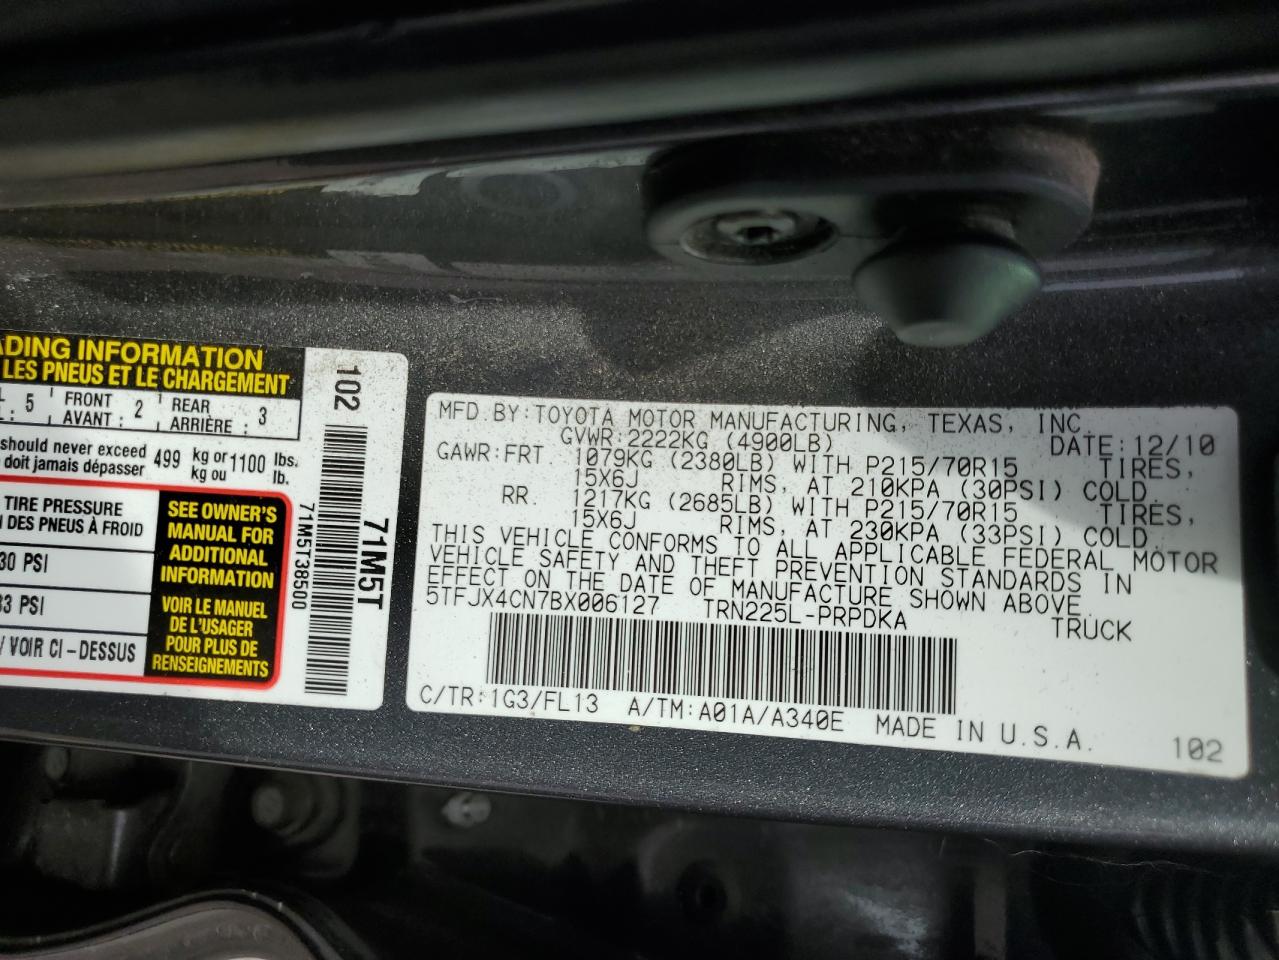 ADING INFORMATION
LES PNEUS ET LE CHARGEMENT
5 FRONT AVANT : 2 REAR ARRIÈRE : 3
should never exceed 499 kg or 1100 lbs.
doit jamais dépasser kg ou lb.
TIRE PRESSURE
DES PNEUS À FROID
30 PSI
33 PSI
/ VOIR CI-DESSUS
SEE OWNER'S
MANUAL FOR
ADDITIONAL
INFORMATION
VOIR LE MANUEL
DE L'USAGER
POUR PLUS DE
RENSEIGNEMENTS
102
71M5T38500
71M5T
MFD.BY:TOYOTA MOTOR MANUFACTURING, TEXAS, INC.
GVWR:2222KG (4900LB) DATE:12/10
GAWR:FRT 1079KG (2380LB) WITH P215/70R15 TIRES,
15X6J RIMS, AT 210KPA (30PSI) COLD.
RR. 1217KG (2685LB) WITH P215/70R15 TIRES,
15X6J RIMS, AT 230KPA (33PSI) COLD.
THIS VEHICLE CONFORMS TO ALL APPLICABLE FEDERAL MOTOR
VEHICLE SAFETY AND THEFT PREVENTION STANDARDS IN
EFFECT ON THE DATE OF MANUFACTURE SHOWN ABOVE.
5TFJX4CN7BX006127 TRN225L-PRPDKA TRUCK
C/TR:1G3/FL13 A/TM:A01A/A340E MADE IN U.S.A. 102